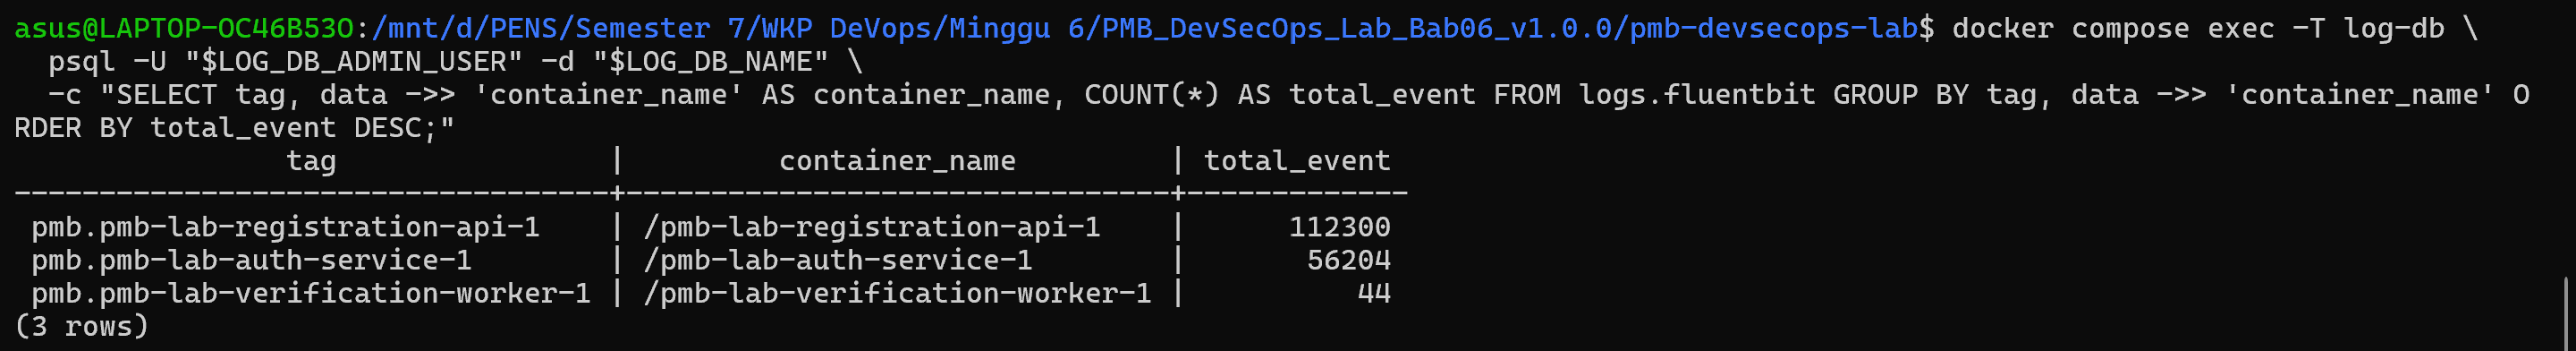 asus@LAPTOP-OC46B53O:/mnt/d/PENS/Semester 7/WKP DeVops/Minggu 6/PMB_DevSecOps_Lab_Bab06_v1.0.0/pmb-devsecops-lab$ docker compose exec -T log-db \
  psql -U "$LOG_DB_ADMIN_USER" -d "$LOG_DB_NAME" \
  -c "SELECT tag, data ->> 'container_name' AS container_name, COUNT(*) AS total_event FROM logs.fluentbit GROUP BY tag, data ->> 'container_name' O
RDER BY total_event DESC;"
                tag                |         container_name         | total_event
-----------------------------------+--------------------------------+-------------
 pmb.pmb-lab-registration-api-1    | /pmb-lab-registration-api-1    |      112300
 pmb.pmb-lab-auth-service-1        | /pmb-lab-auth-service-1        |       56204
 pmb.pmb-lab-verification-worker-1 | /pmb-lab-verification-worker-1 |          44
(3 rows)